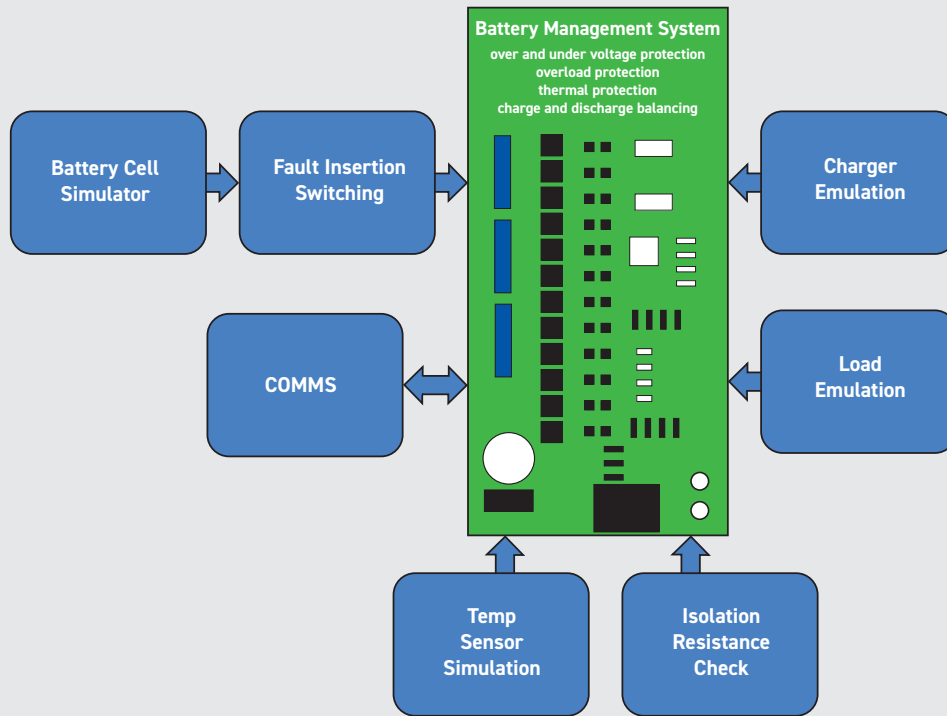 Battery Management System
over and under voltage protection
overload protection
thermal protection
charge and discharge balancing
Battery Cell
Simulator
Fault Insertion
Switching
Charger
Emulation
COMMS
Load
Emulation
Temp
Sensor
Simulation
Isolation
Resistance
Check